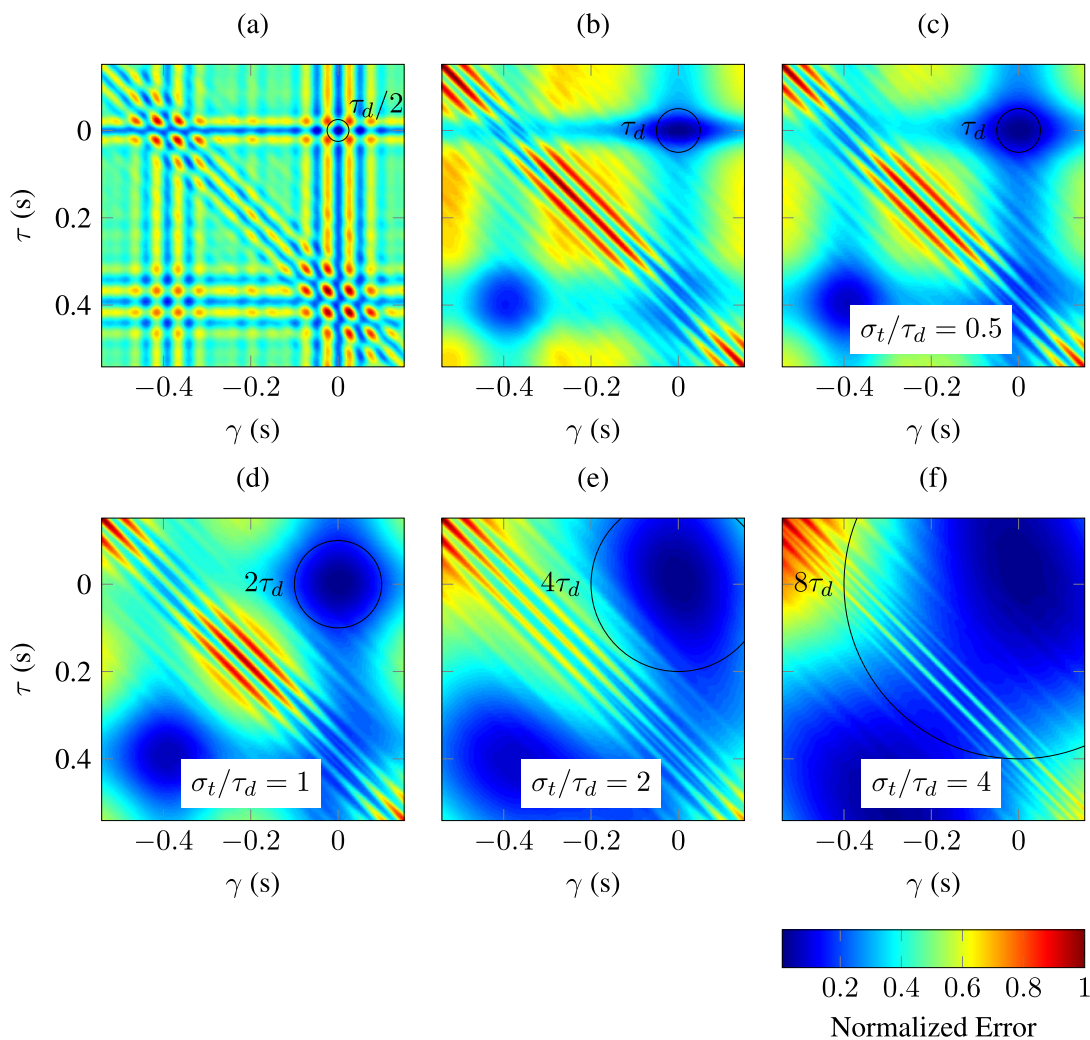 (a)
(b)
(c)
τ (s)
0
0.2
0.4
τ_d/2
τ_d
τ_d
σ_t/τ_d = 0.5
−0.4
−0.2
0
−0.4
−0.2
0
−0.4
−0.2
0
γ (s)
γ (s)
γ (s)
(d)
(e)
(f)
τ (s)
0
0.2
0.4
2τ_d
4τ_d
8τ_d
σ_t/τ_d = 1
σ_t/τ_d = 2
σ_t/τ_d = 4
−0.4
−0.2
0
−0.4
−0.2
0
−0.4
−0.2
0
γ (s)
γ (s)
γ (s)
0.2
0.4
0.6
0.8
1
Normalized Error